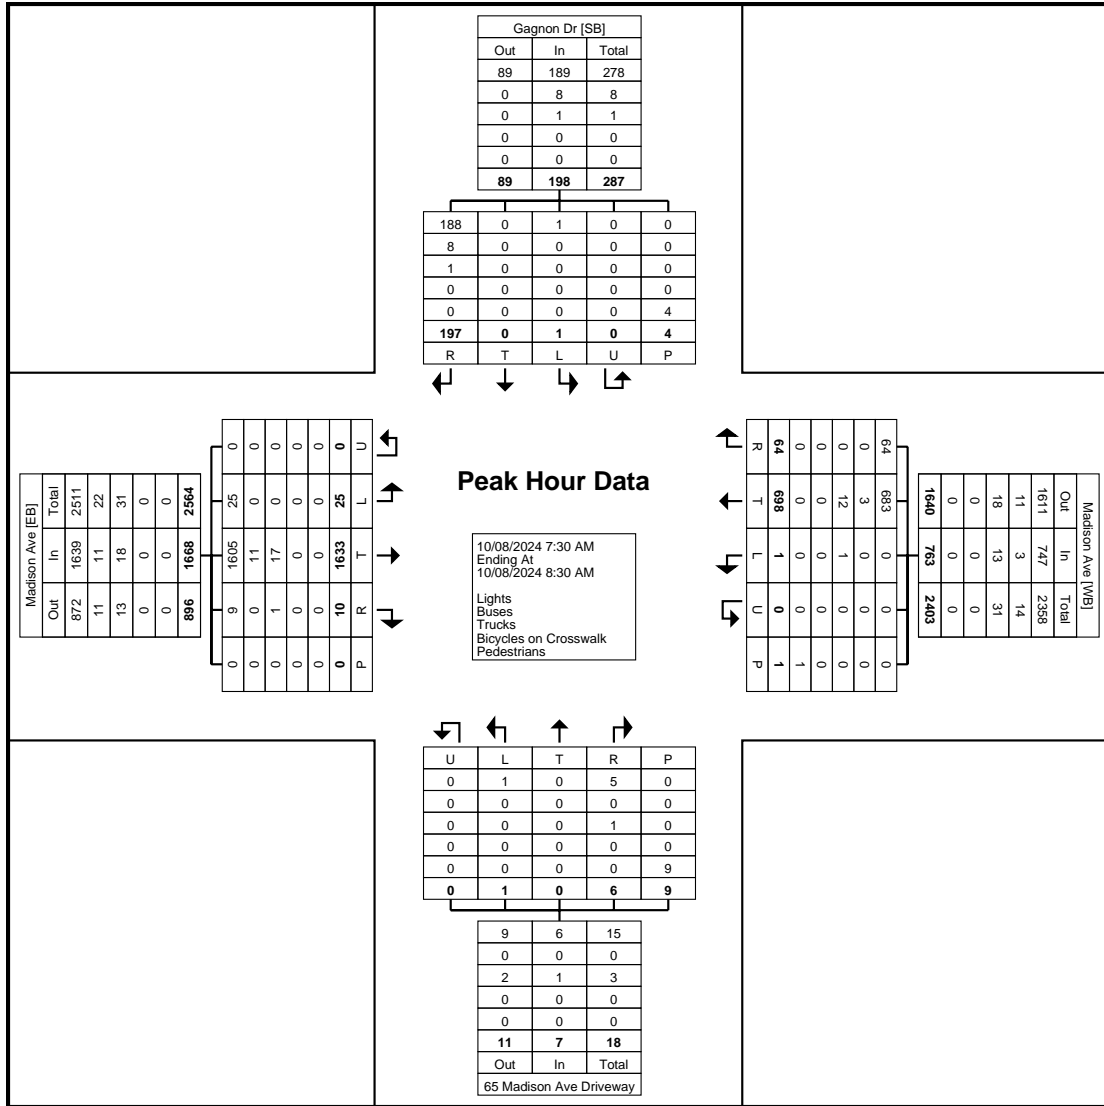 Gagnon Dr [SB]
Out In Total
89 189 278
0 8 8
0 1 1
0 0 0
0 0 0
89 198 287
188 0 1 0 0
8 0 0 0 0
1 0 0 0 0
0 0 0 0 0
0 0 0 0 4
197 0 1 0 4
R T L U P
Madison Ave [EB]
Total In Out
2511 1639 872
22 11 11
31 18 13
0 0 0
0 0 0
2564 1668 896
0 25 1605 9 0
0 0 11 0 0
0 0 17 1 0
0 0 0 0 0
0 0 0 0 0
0 25 1633 10 0
U L T R P
Peak Hour Data
10/08/2024 7:30 AM
Ending At
10/08/2024 8:30 AM
Lights
Buses
Trucks
Bicycles on Crosswalk
Pedestrians
R T L U P
64 698 1 0 1
0 0 0 0 1
0 0 0 0 0
0 12 1 0 0
0 3 0 0 0
64 683 0 0 0
1640 763 2403
0 0 0
0 0 0
18 13 31
11 3 14
1611 747 2358
Out In Total
Madison Ave [WB]
U L T R P
0 1 0 5 0
0 0 0 0 0
0 0 0 1 0
0 0 0 0 0
0 0 0 0 9
0 1 0 6 9
9 6 15
0 0 0
2 1 3
0 0 0
0 0 0
11 7 18
Out In Total
65 Madison Ave Driveway